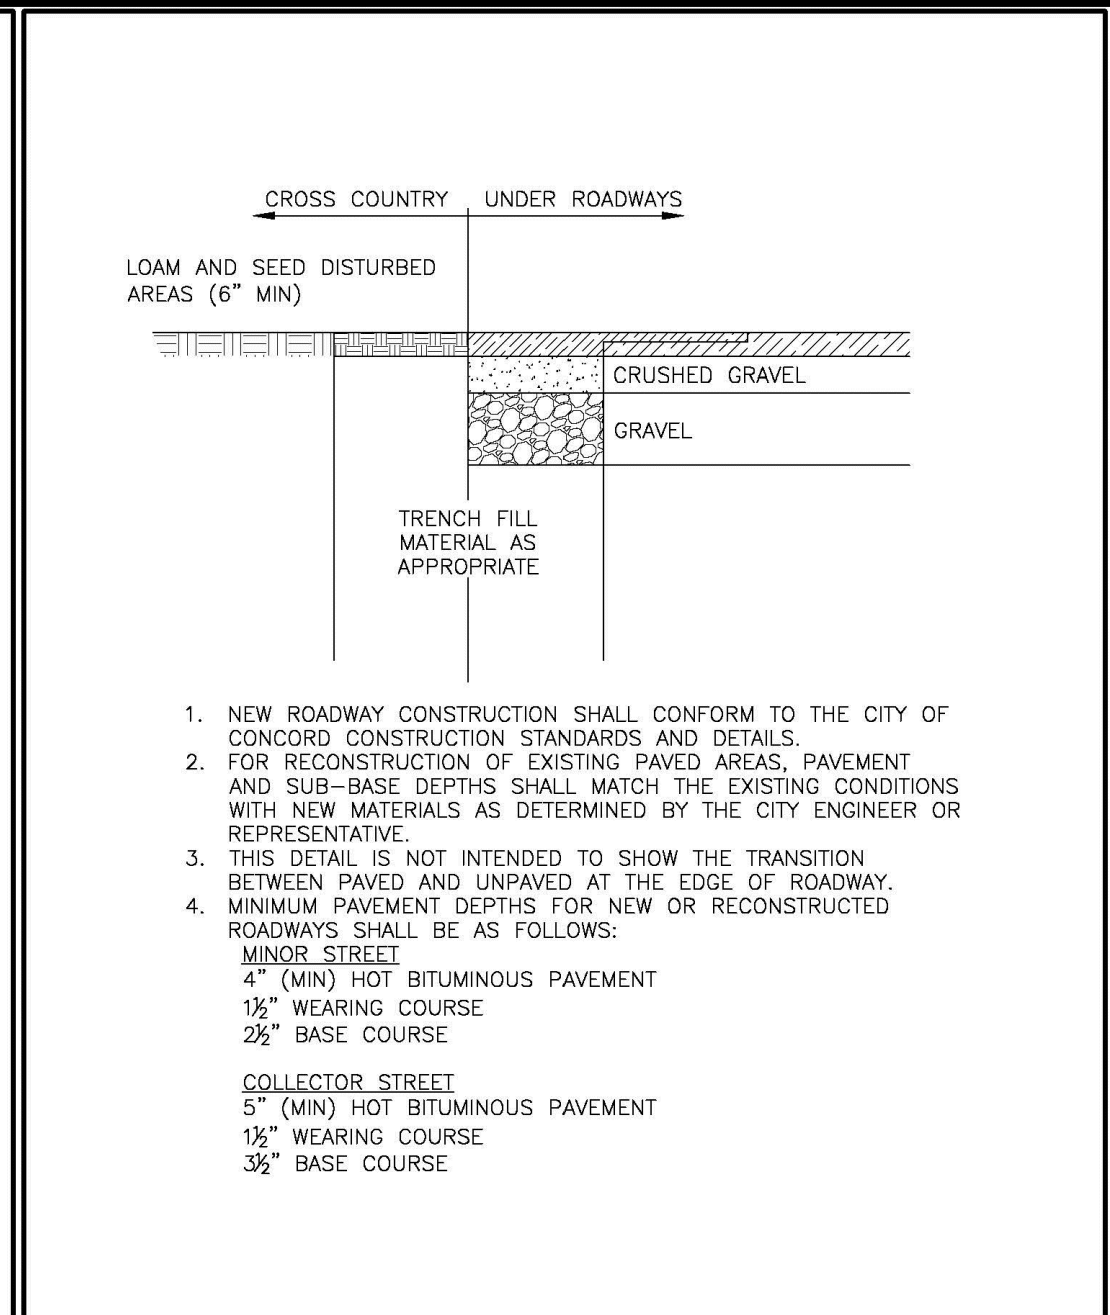 CROSS COUNTRY
UNDER ROADWAYS
LOAM AND SEED DISTURBED
AREAS (6" MIN)
CRUSHED GRAVEL
GRAVEL
TRENCH FILL
MATERIAL AS
APPROPRIATE
1. NEW ROADWAY CONSTRUCTION SHALL CONFORM TO THE CITY OF
CONCORD CONSTRUCTION STANDARDS AND DETAILS.
2. FOR RECONSTRUCTION OF EXISTING PAVED AREAS, PAVEMENT
AND SUB-BASE DEPTHS SHALL MATCH THE EXISTING CONDITIONS
WITH NEW MATERIALS AS DETERMINED BY THE CITY ENGINEER OR
REPRESENTATIVE.
3. THIS DETAIL IS NOT INTENDED TO SHOW THE TRANSITION
BETWEEN PAVED AND UNPAVED AT THE EDGE OF ROADWAY.
4. MINIMUM PAVEMENT DEPTHS FOR NEW OR RECONSTRUCTED
ROADWAYS SHALL BE AS FOLLOWS:
MINOR STREET
4" (MIN) HOT BITUMINOUS PAVEMENT
1½" WEARING COURSE
2½" BASE COURSE
COLLECTOR STREET
5" (MIN) HOT BITUMINOUS PAVEMENT
1½" WEARING COURSE
3½" BASE COURSE